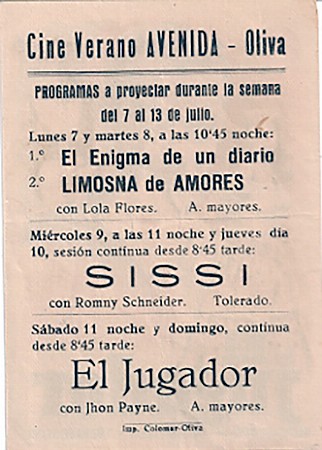 Cine Verano AVENIDA - Oliva
PROGRAMAS a proyectar durante la semana
del 7 al 13 de julio.
Lunes 7 y martes 8, a las 10'45 noche:
1.º El Enigma de un diario
2.º LIMOSNA de AMORES
con Lola Flores. A. mayores.
Miércoles 9, a las 11 noche y jueves día
10, sesión contínua desde 8'45 tarde:
SISSI
con Romny Schneider. Tolerado.
Sábado 11 noche y domingo, contínua
desde 8'45 tarde:
El Jugador
con Jhon Payne. A. mayores.
Imp. Colomar-Oliva